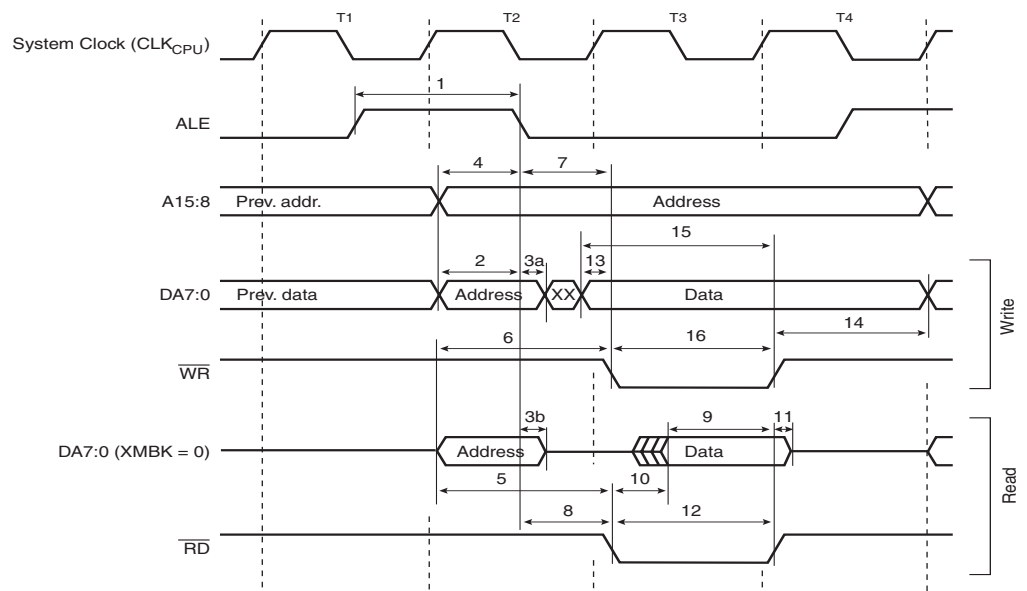 T1 T2 T3 T4
System Clock (CLKCPU)
1
ALE
4 7
A15:8 Prev. addr. Address
15
2 3a 13
DA7:0 Prev. data Address XX Data
14
6 16
WR
Write
3b 9 11
DA7:0 (XMBK = 0) Address Data
5 10
8 12
RD
Read